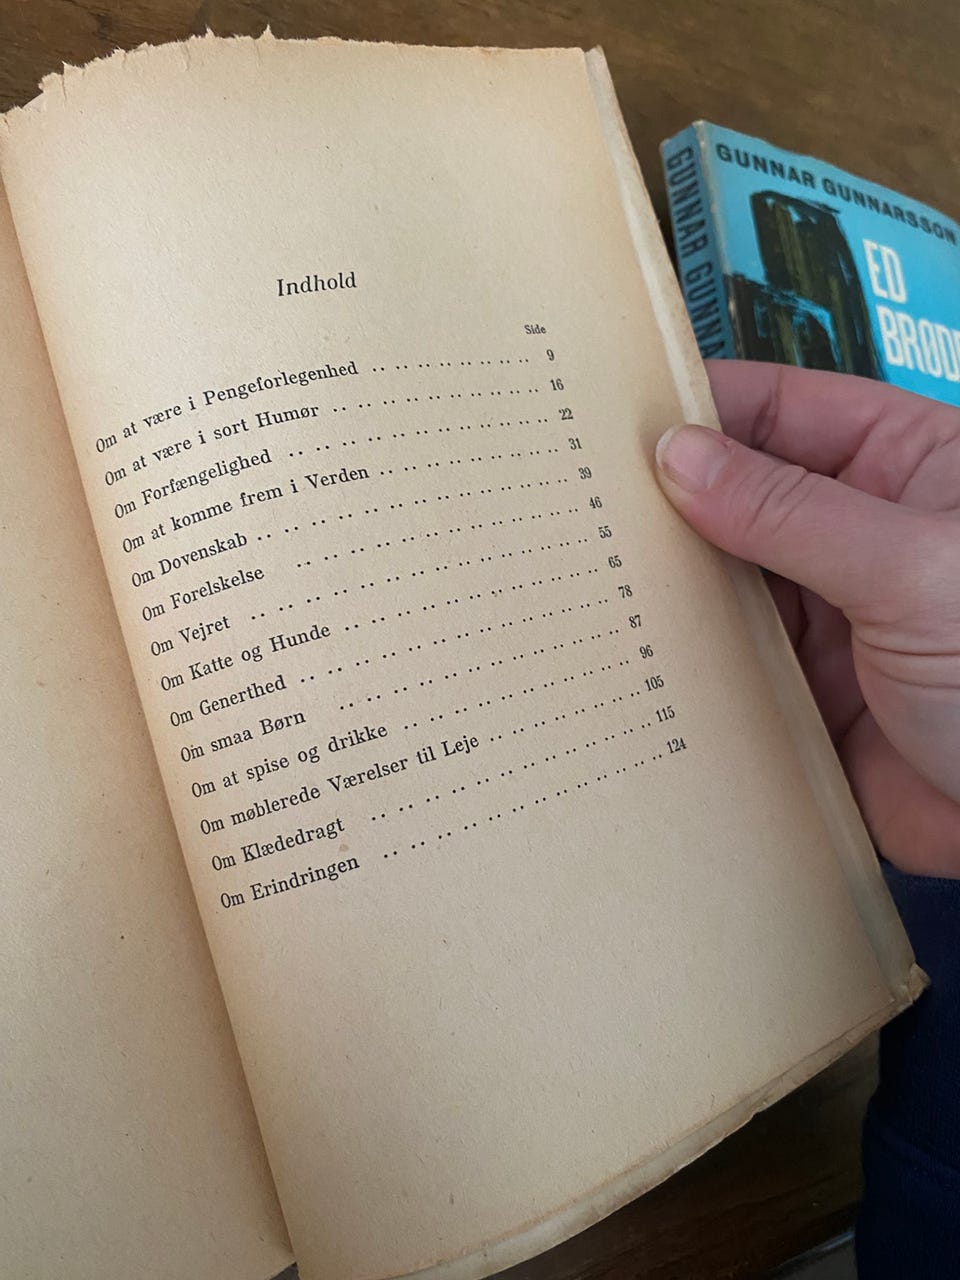 Indhold
Side
Om at være i Pengeforlegenhed .. .. .. .. .. .. .. 9
Om at være i sort Humør .. .. .. .. .. .. .. .. 16
Om Forfængelighed .. .. .. .. .. .. .. .. .. .. 22
Om at komme frem i Verden .. .. .. .. .. .. .. 31
Om Dovenskab .. .. .. .. .. .. .. .. .. .. .. .. 39
Om Forelskelse .. .. .. .. .. .. .. .. .. .. .. 46
Om Vejret .. .. .. .. .. .. .. .. .. .. .. .. .. 55
Om Katte og Hunde .. .. .. .. .. .. .. .. .. .. 65
Om Generthed .. .. .. .. .. .. .. .. .. .. .. .. 78
Om smaa Børn .. .. .. .. .. .. .. .. .. .. .. 87
Om at spise og drikke .. .. .. .. .. .. .. .. .. 96
Om møblerede Værelser til Leje .. .. .. .. .. .. 105
Om Klædedragt .. .. .. .. .. .. .. .. .. .. .. 115
Om Erindringen .. .. .. .. .. .. .. .. .. .. .. 124
GUNNAR GUNNARSSON
ED
GUNNAR